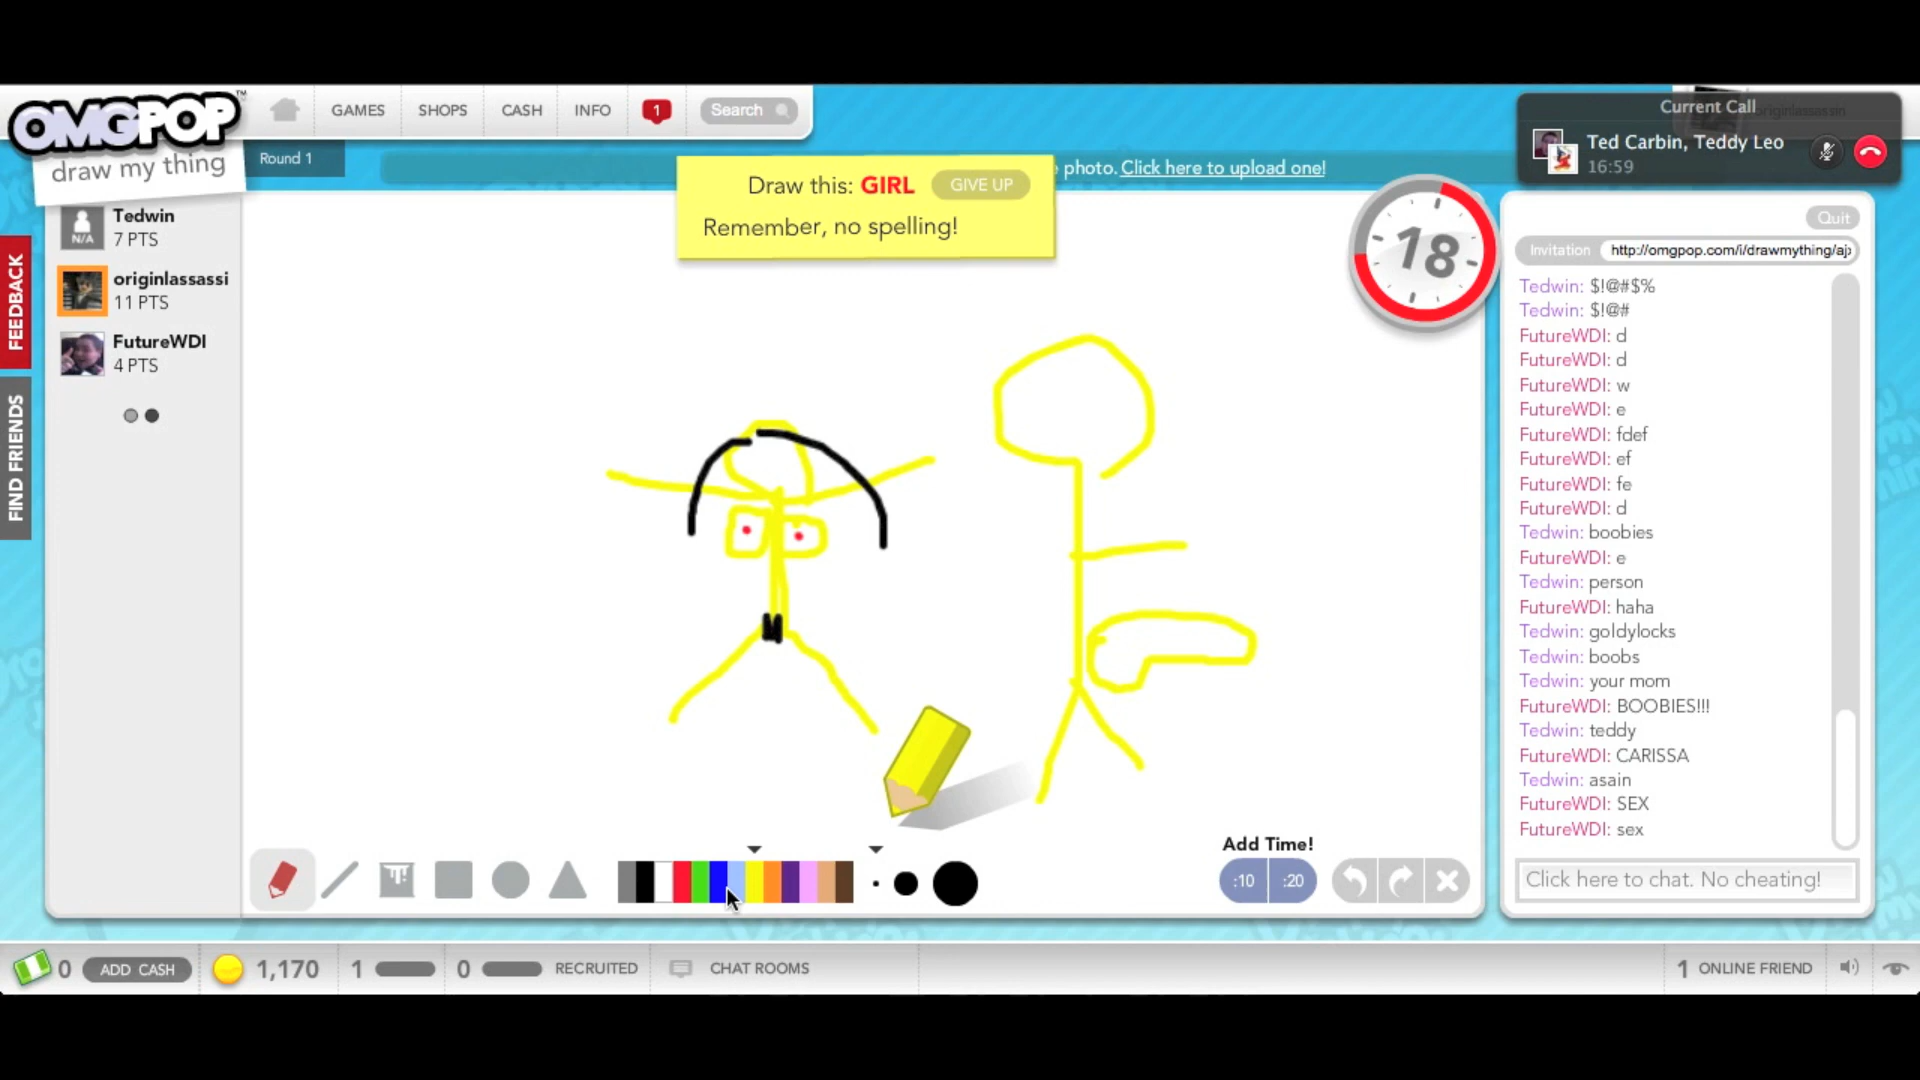 OMGPOP™
draw my thing
GAMES
SHOPS
CASH
INFO
1
Search
Round 1
photo. Click here to upload one!
Draw this: GIRL
GIVE UP
Remember, no spelling!
Current Call
originlassassin
Ted Carbin, Teddy Leo
16:59
18
FEEDBACK
FIND FRIENDS
N/A
Tedwin
7 PTS
originlassassi
11 PTS
FutureWDI
4 PTS
Quit
Invitation
http://omgpop.com/i/drawmything/aj
Tedwin: $!@#$%
Tedwin: $!@#
FutureWDI: d
FutureWDI: d
FutureWDI: w
FutureWDI: e
FutureWDI: fdef
FutureWDI: ef
FutureWDI: fe
FutureWDI: d
Tedwin: boobies
FutureWDI: e
Tedwin: person
FutureWDI: haha
Tedwin: goldylocks
Tedwin: boobs
Tedwin: your mom
FutureWDI: BOOBIES!!!
Tedwin: teddy
FutureWDI: CARISSA
Tedwin: asain
FutureWDI: SEX
FutureWDI: sex
Click here to chat. No cheating!
Add Time!
:10
:20
0
ADD CASH
1,170
1
0
RECRUITED
CHAT ROOMS
1 ONLINE FRIEND